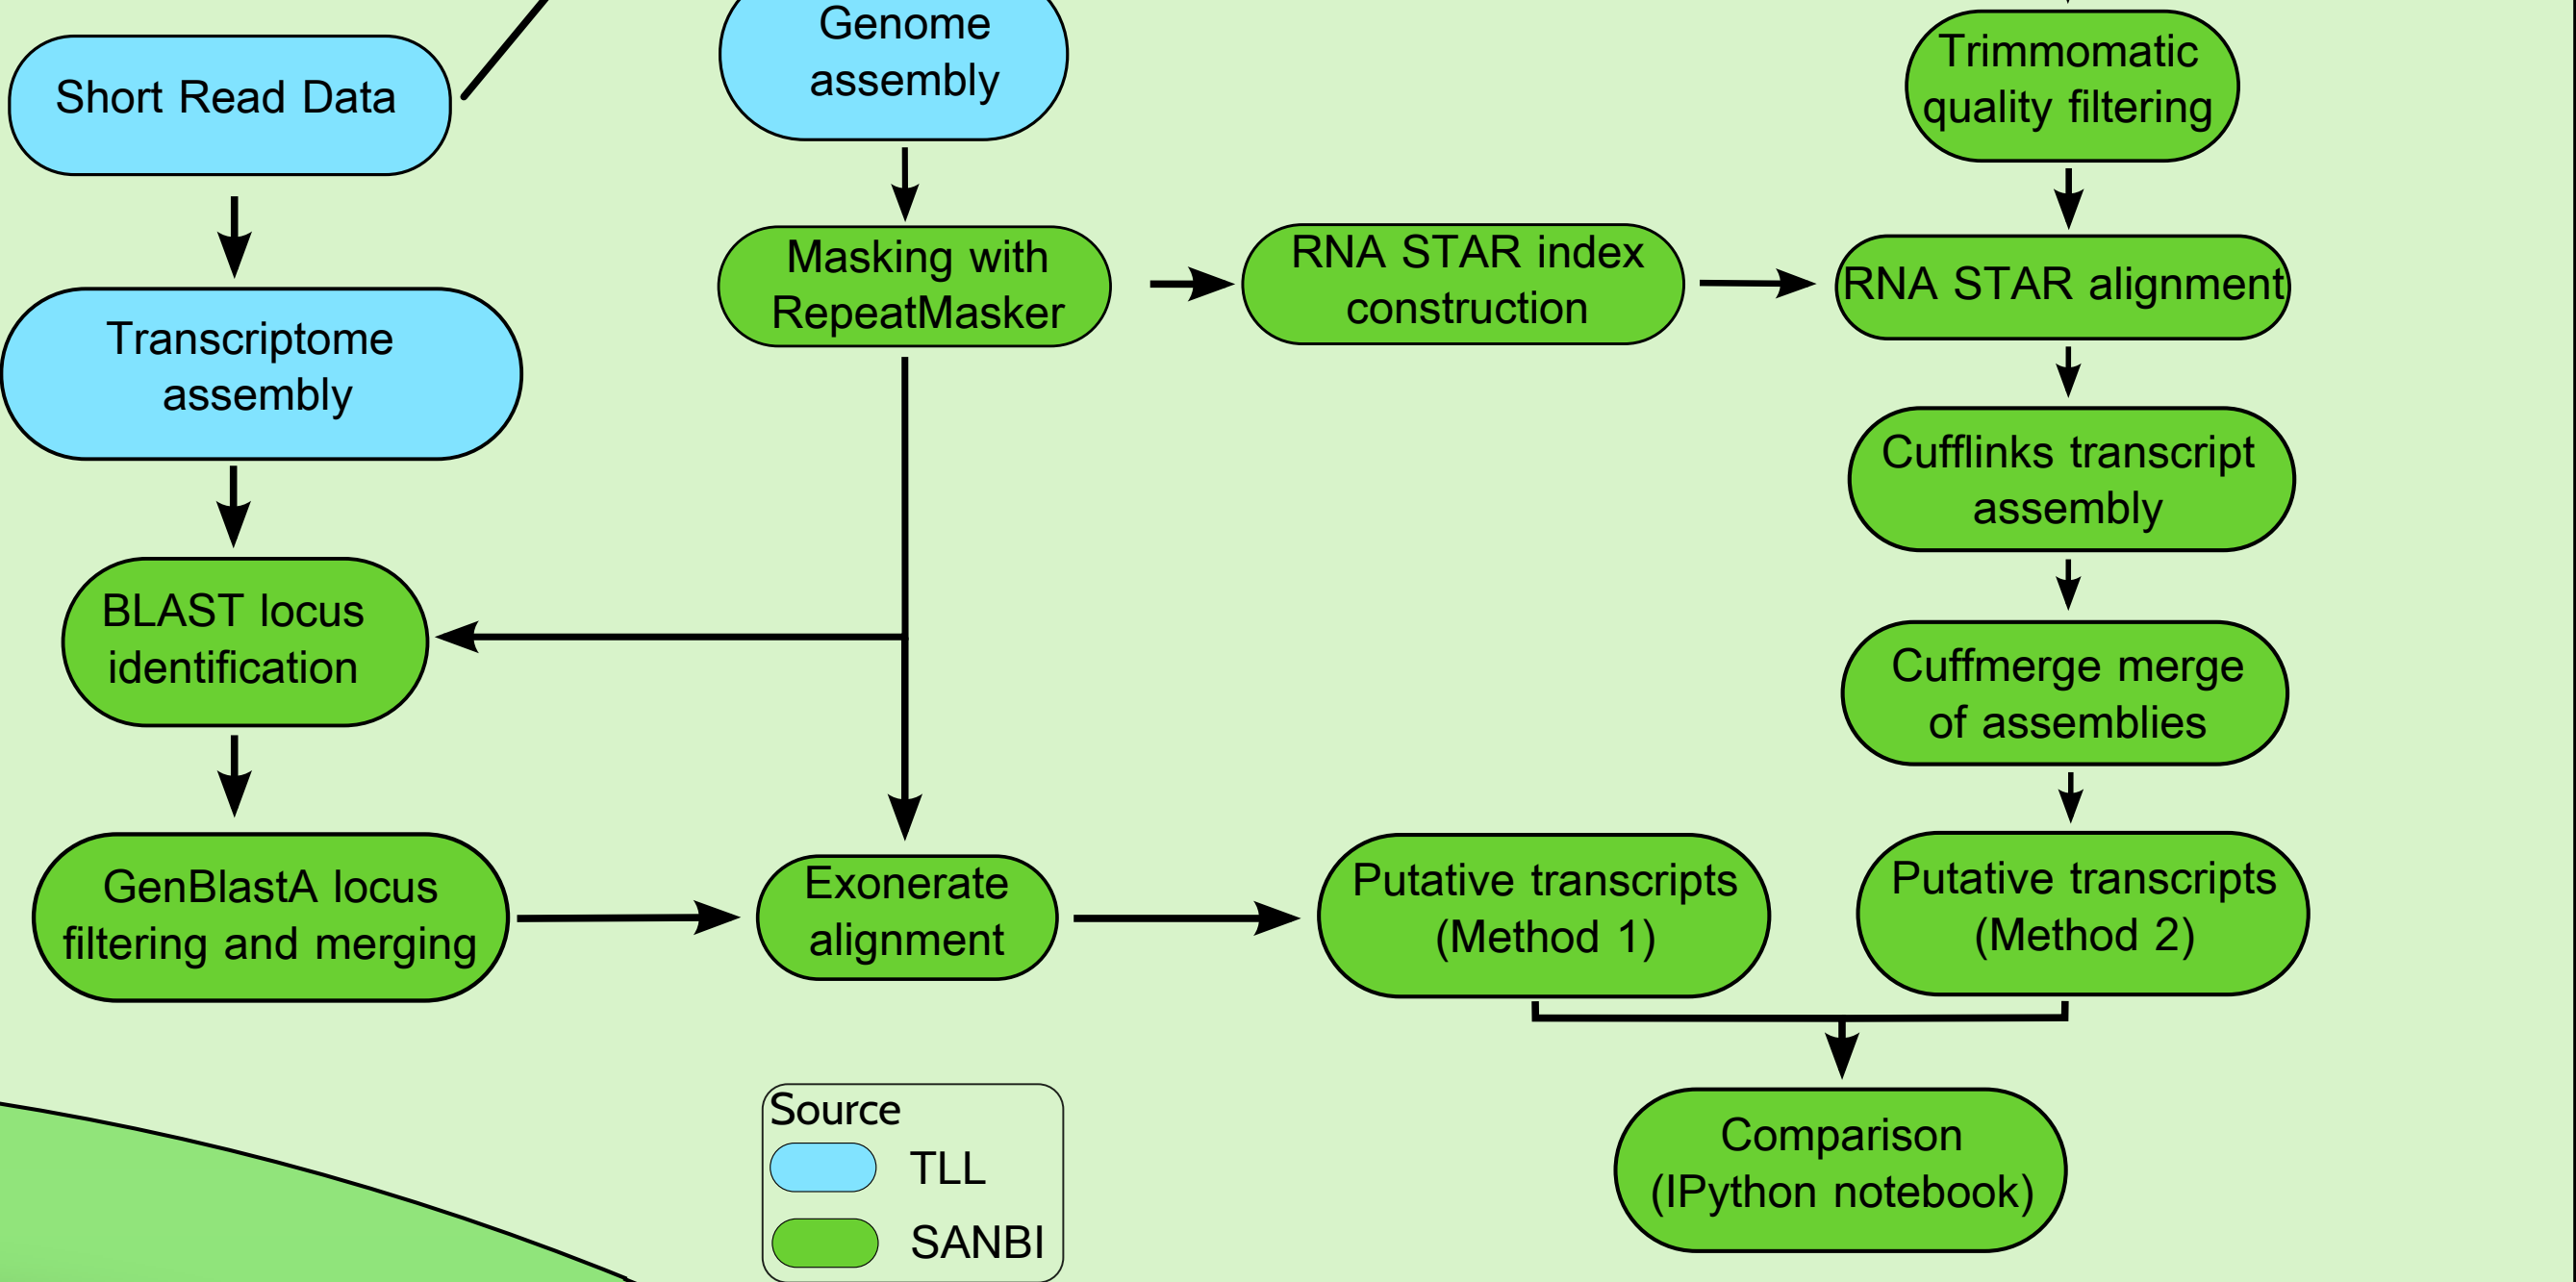 Short Read Data
Transcriptome
assembly
BLAST locus
identification
GenBlastA locus
filtering and merging
Genome
assembly
Masking with
RepeatMasker
RNA STAR index
construction
Exonerate
alignment
Trimmomatic
quality filtering
RNA STAR alignment
Cufflinks transcript
assembly
Cuffmerge merge
of assemblies
Putative transcripts
(Method 1)
Putative transcripts
(Method 2)
Comparison
(IPython notebook)
Source
TLL
SANBI